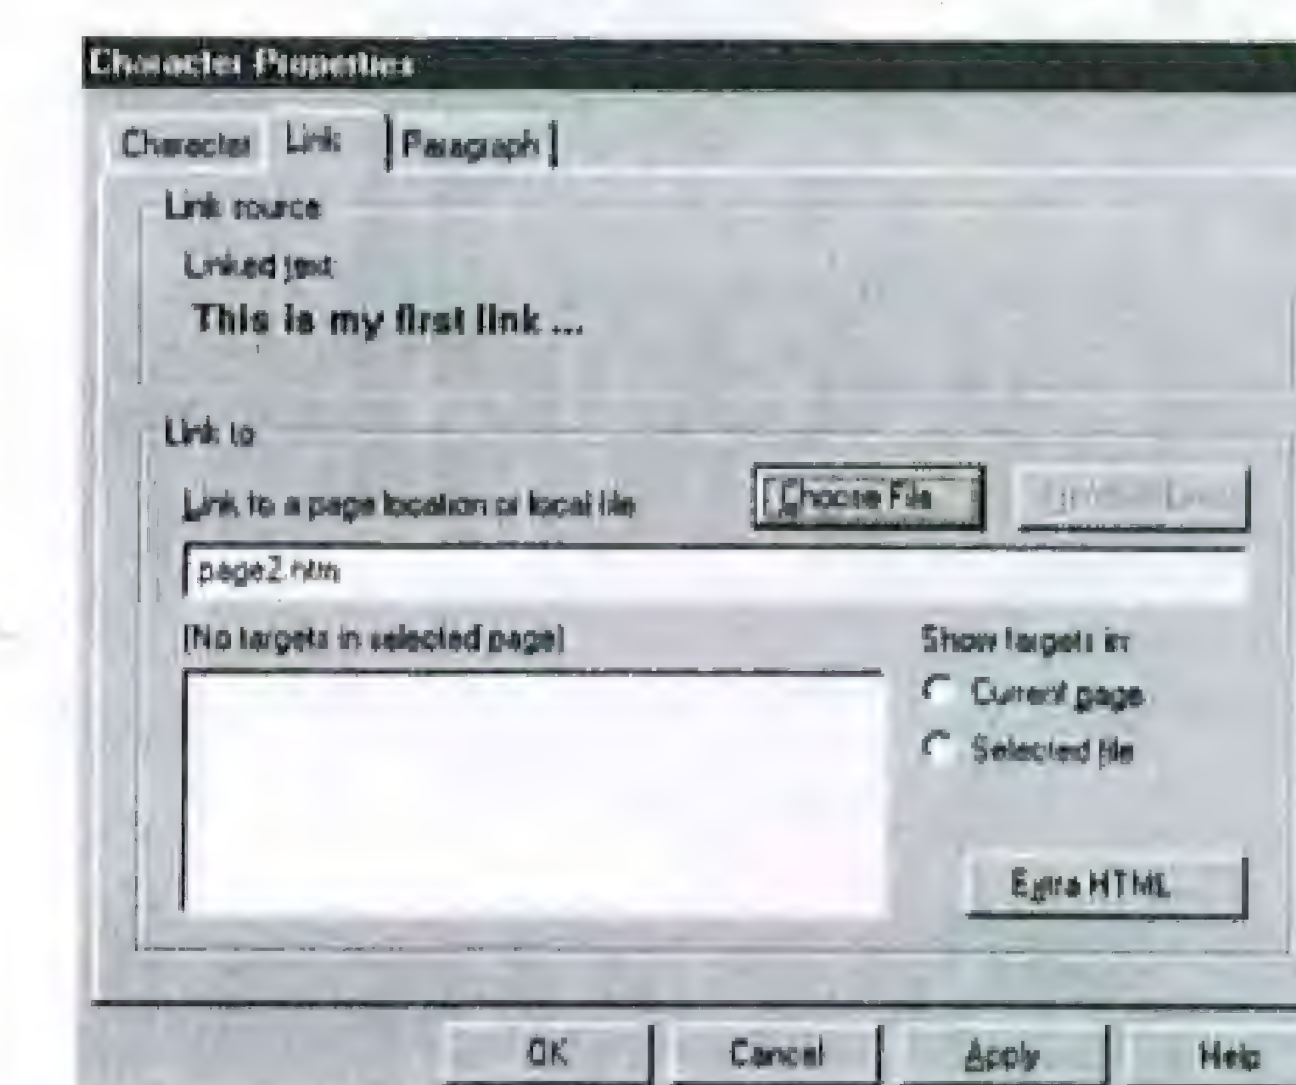 Character Properties
Character Link Paragraph
Link source
Linked text:
This is my first link ...
Link to
Link to a page location or local file
Choose File
page2.htm
(No targets in selected page)
Show targets in:
Current page
Selected file
Extra HTML
OK Cancel Apply Help